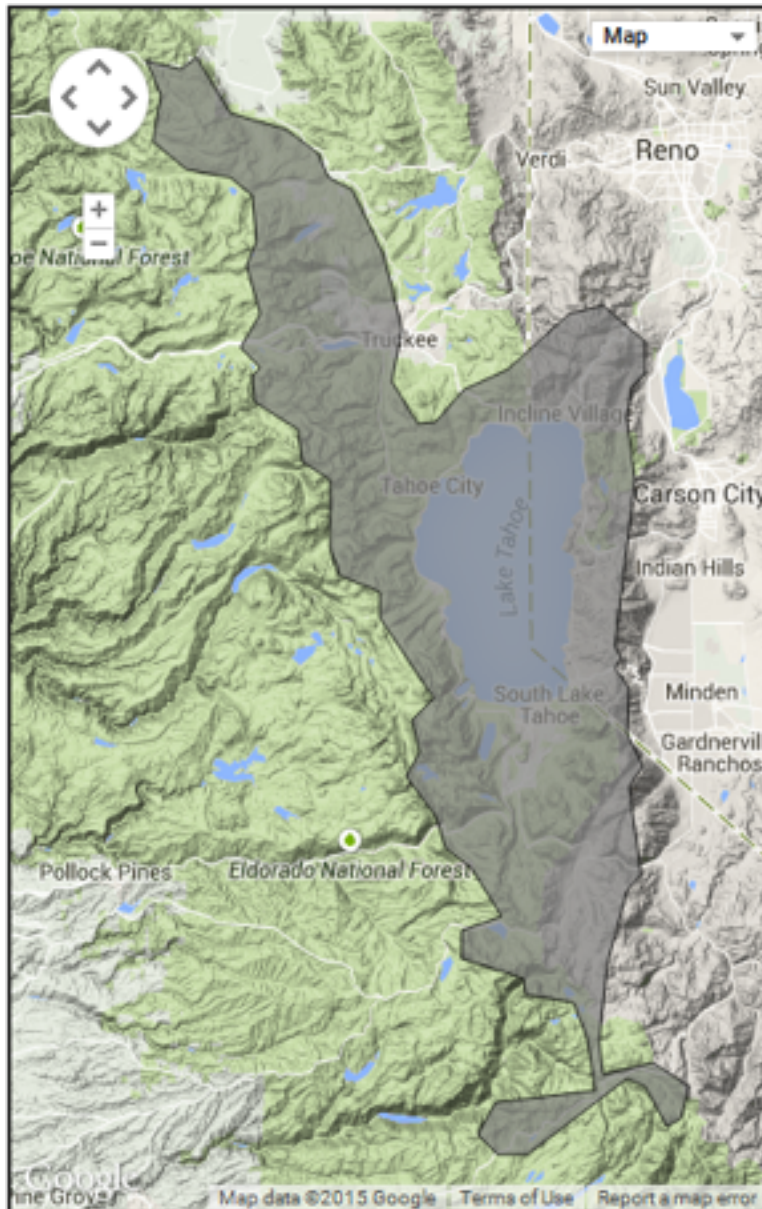 Map
Sun Valley
Verdi
Reno
oe National Forest
Truckee
Incline Village
Tahoe City
Carson City
Lake Tahoe
Indian Hills
South Lake
Tahoe
Minden
Gardnervil
Ranchos
Pollock Pines
Eldorado National Forest
Google
hine Grove
Map data ©2015 Google
Terms of Use
Report a map error